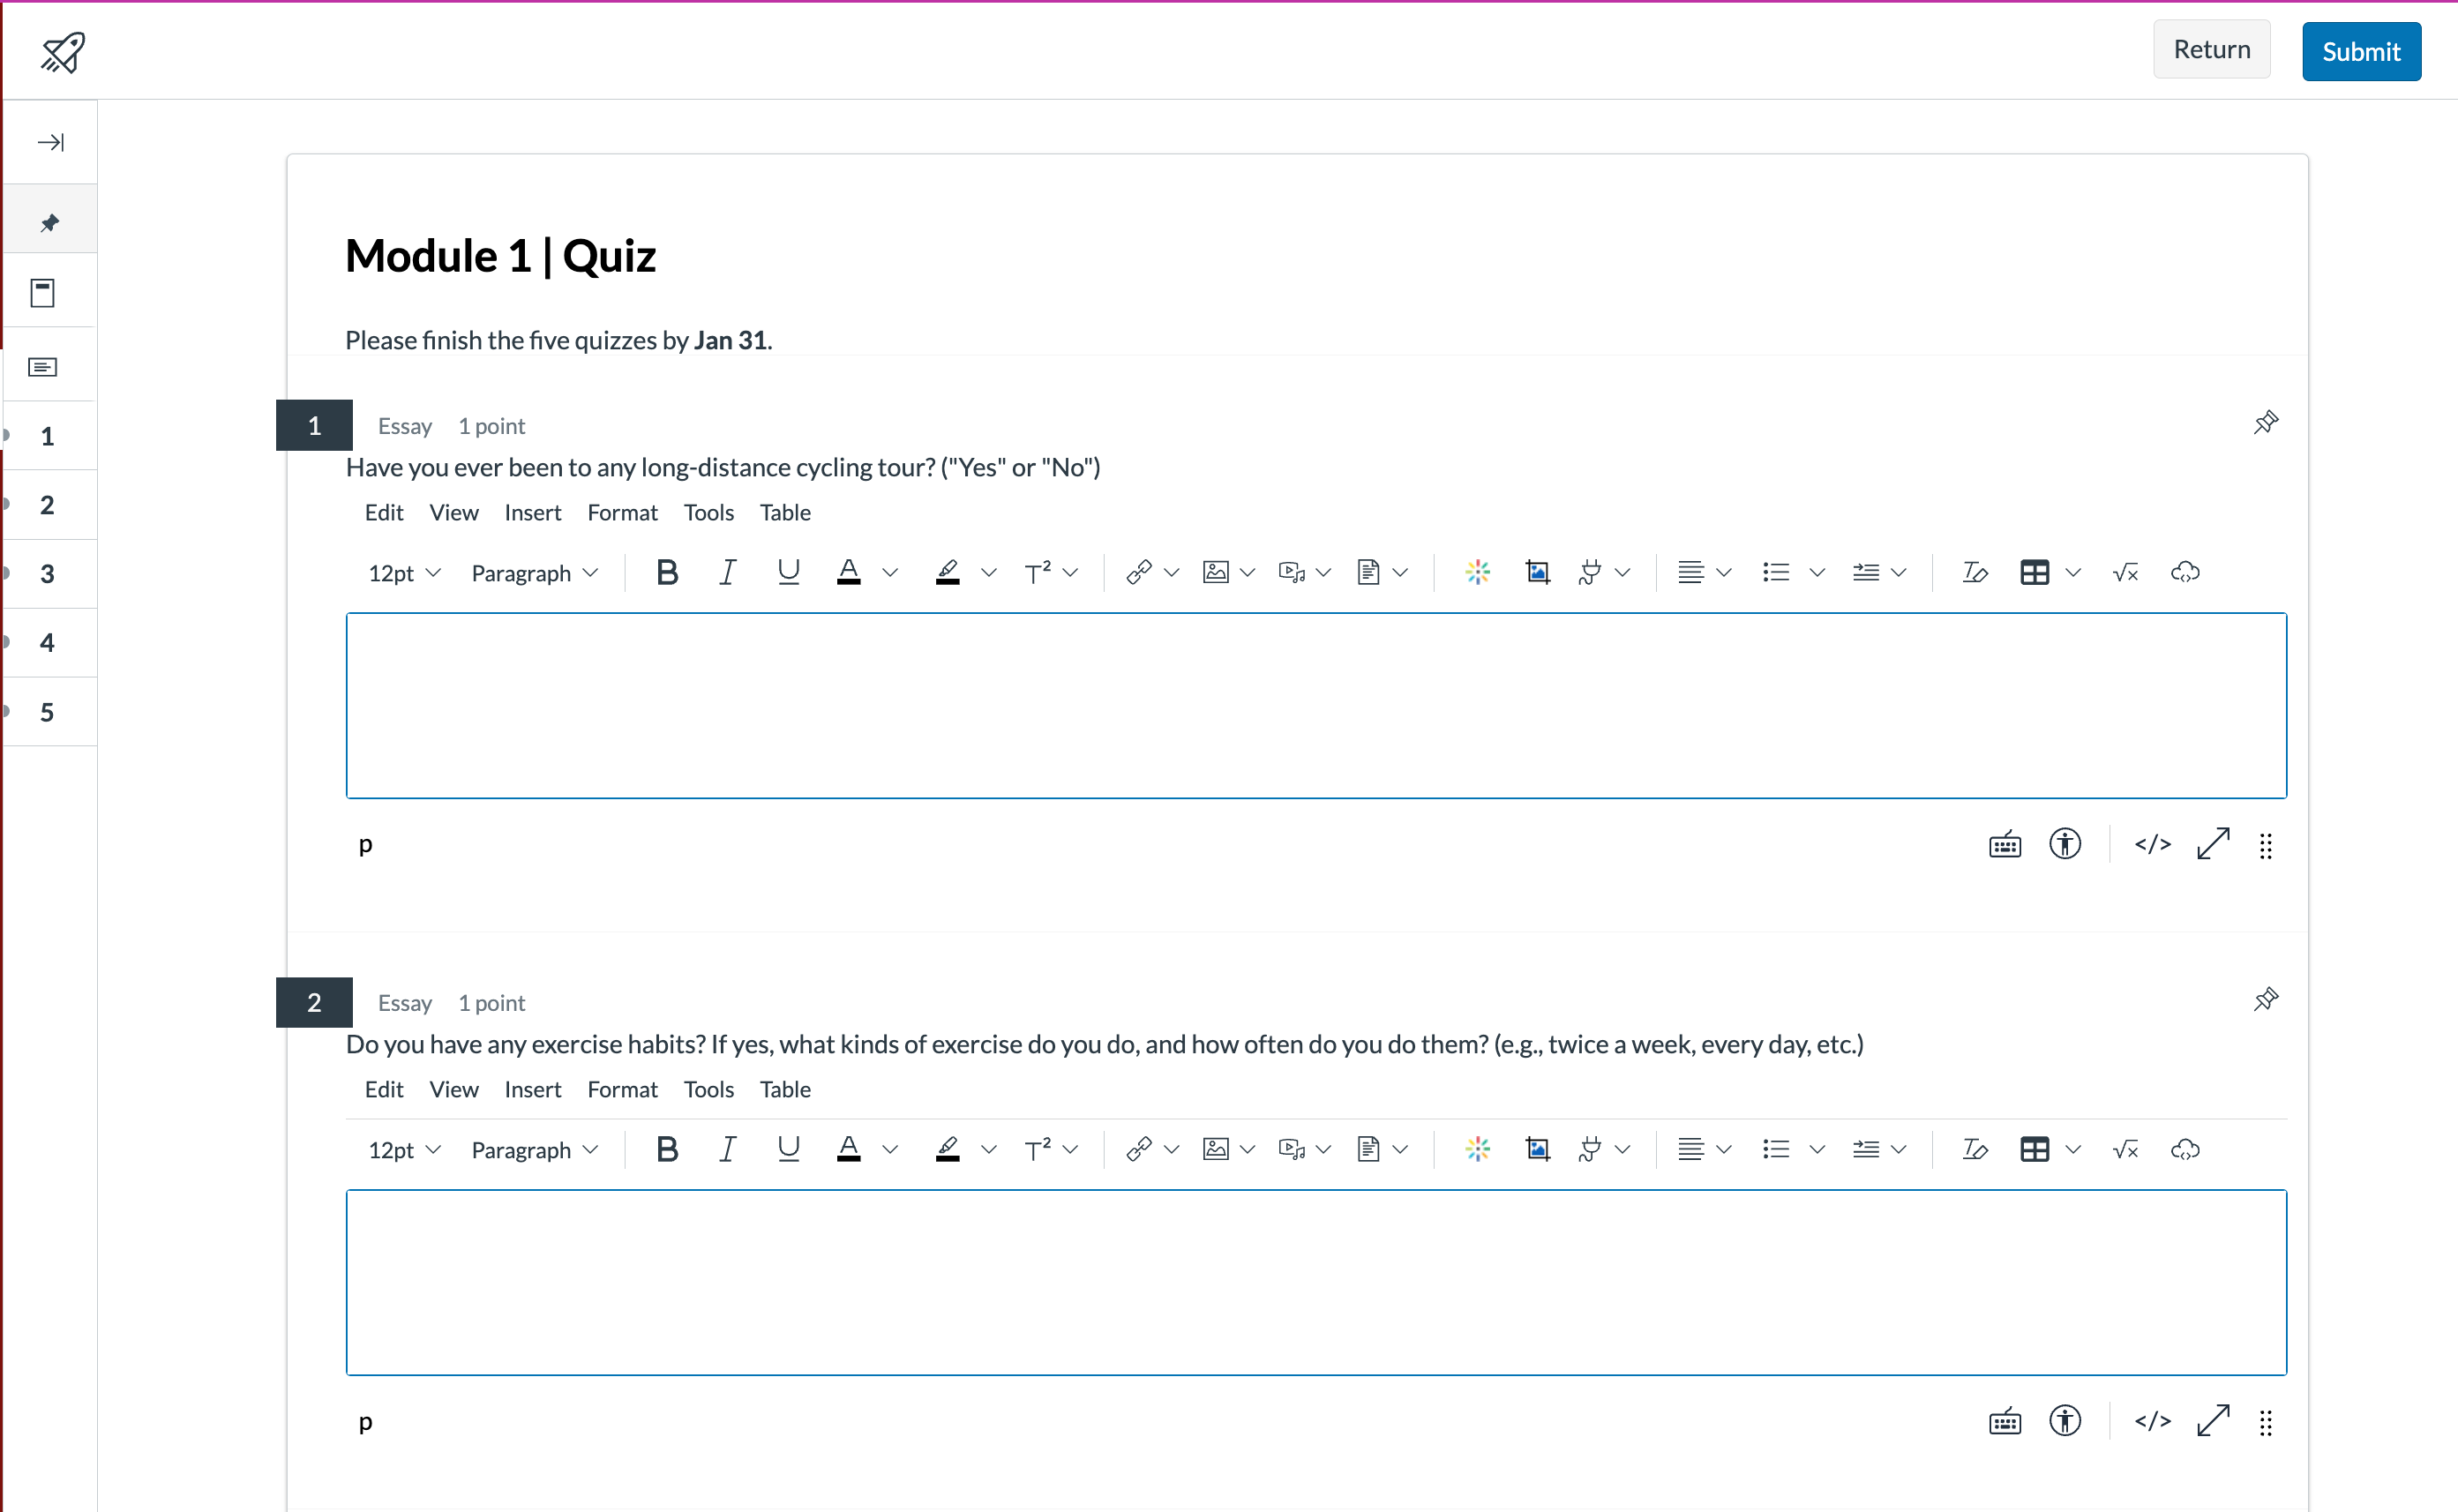 Return
Submit
Module 1 | Quiz
Please finish the five quizzes by Jan 31.
1
2
3
4
5
1 Essay 1 point
Have you ever been to any long-distance cycling tour? ("Yes" or "No")
Edit View Insert Format Tools Table
12pt Paragraph B I U A T² √x
p </>
2 Essay 1 point
Do you have any exercise habits? If yes, what kinds of exercise do you do, and how often do you do them? (e.g., twice a week, every day, etc.)
Edit View Insert Format Tools Table
12pt Paragraph B I U A T² √x
p </>